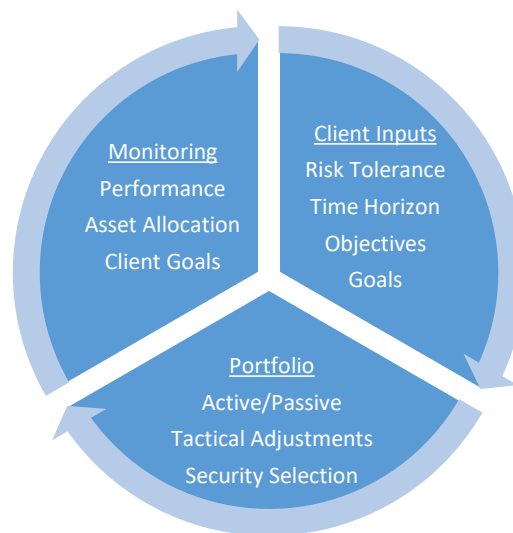 Client Inputs
Risk Tolerance
Time Horizon
Objectives
Goals
Portfolio
Active/Passive
Tactical Adjustments
Security Selection
Monitoring
Performance
Asset Allocation
Client Goals